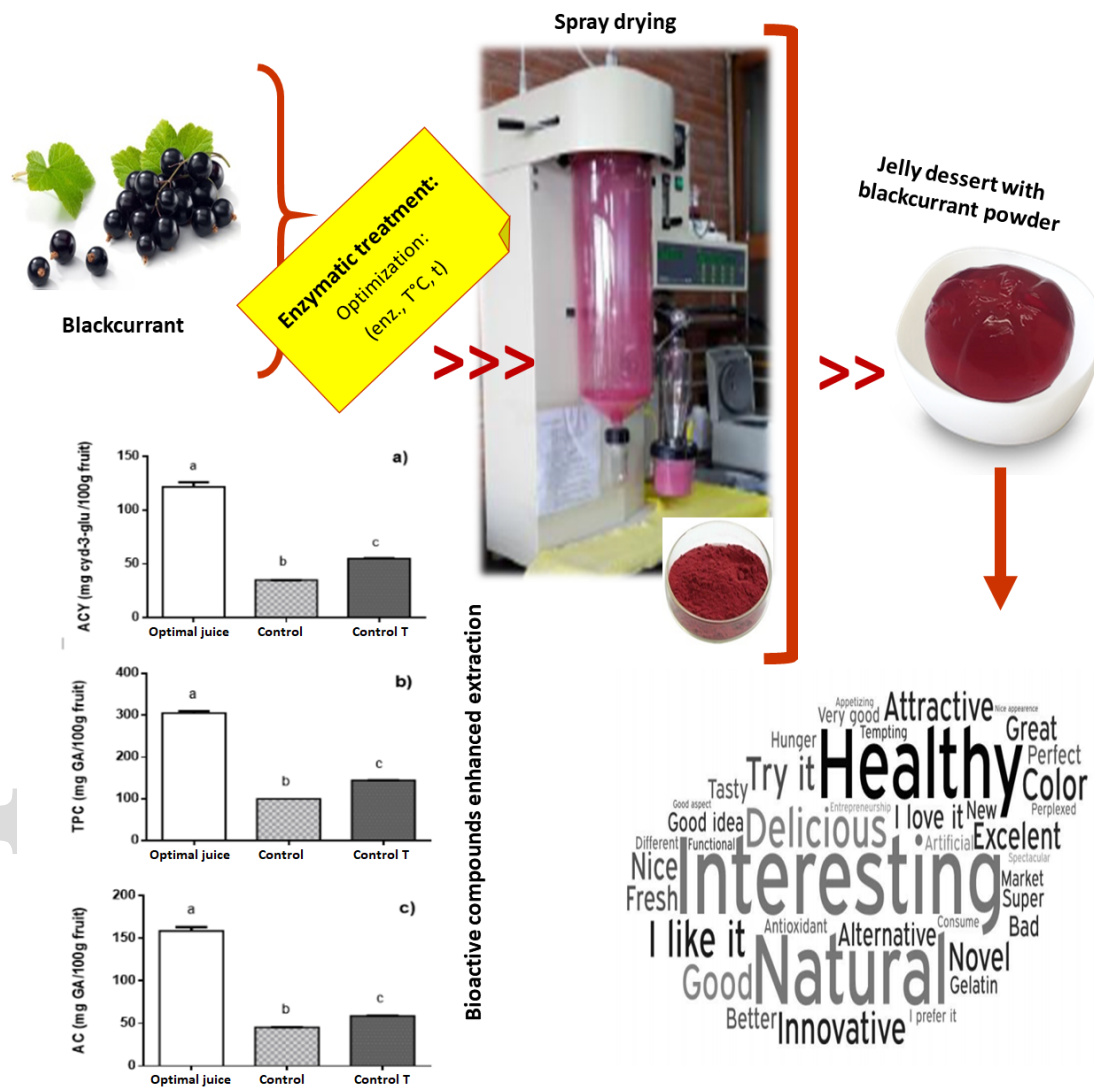 Spray drying
Blackcurrant
Enzymatic treatment:
Optimization:
(enz., T°C, t)
>>>
>>
Jelly dessert with
blackcurrant powder
ACY (mg cyd-3-glu /100g fruit)
a)
150
100
50
0
a
b
c
Optimal juice Control Control T
TPC (mg GA/100g fruit)
b)
400
300
200
100
0
a
b
c
Optimal juice Control Control T
AC (mg GA/100g fruit)
c)
200
150
100
50
0
a
b
c
Optimal juice Control Control T
Bioactive compounds enhanced extraction
Appetizing
Very good
Attractive
Nice appearence
Great
Hunger
Tempting
Healthy
Perfect
Try it
Color
Tasty
Good aspect
Entrepreneurship
I love it
New
Perplexed
Good idea
Delicious
Different
Functional
Artificial
Excelent
Nice
Interesting
Spectacular
Market
Fresh
Super
I like it
Antioxidant
Consume
Bad
Alternative
Good
Natural
Novel
Gelatin
Better
Innovative
I prefer it